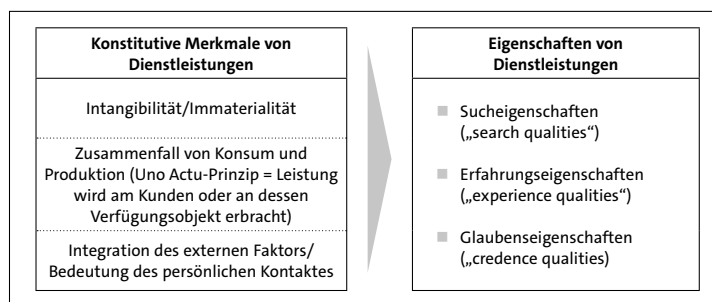 Konstitutive Merkmale von
Dienstleistungen
Intangibilität/Immaterialität
Zusammenfall von Konsum und
Produktion (Uno Actu-Prinzip = Leistung
wird am Kunden oder an dessen
Verfügungsobjekt erbracht)
Integration des externen Faktors/
Bedeutung des persönlichen Kontaktes
Eigenschaften von
Dienstleistungen
Sucheigenschaften
(„search qualities“)
Erfahrungseigenschaften
(„experience qualities“)
Glaubenseigenschaften
(„credence qualities)